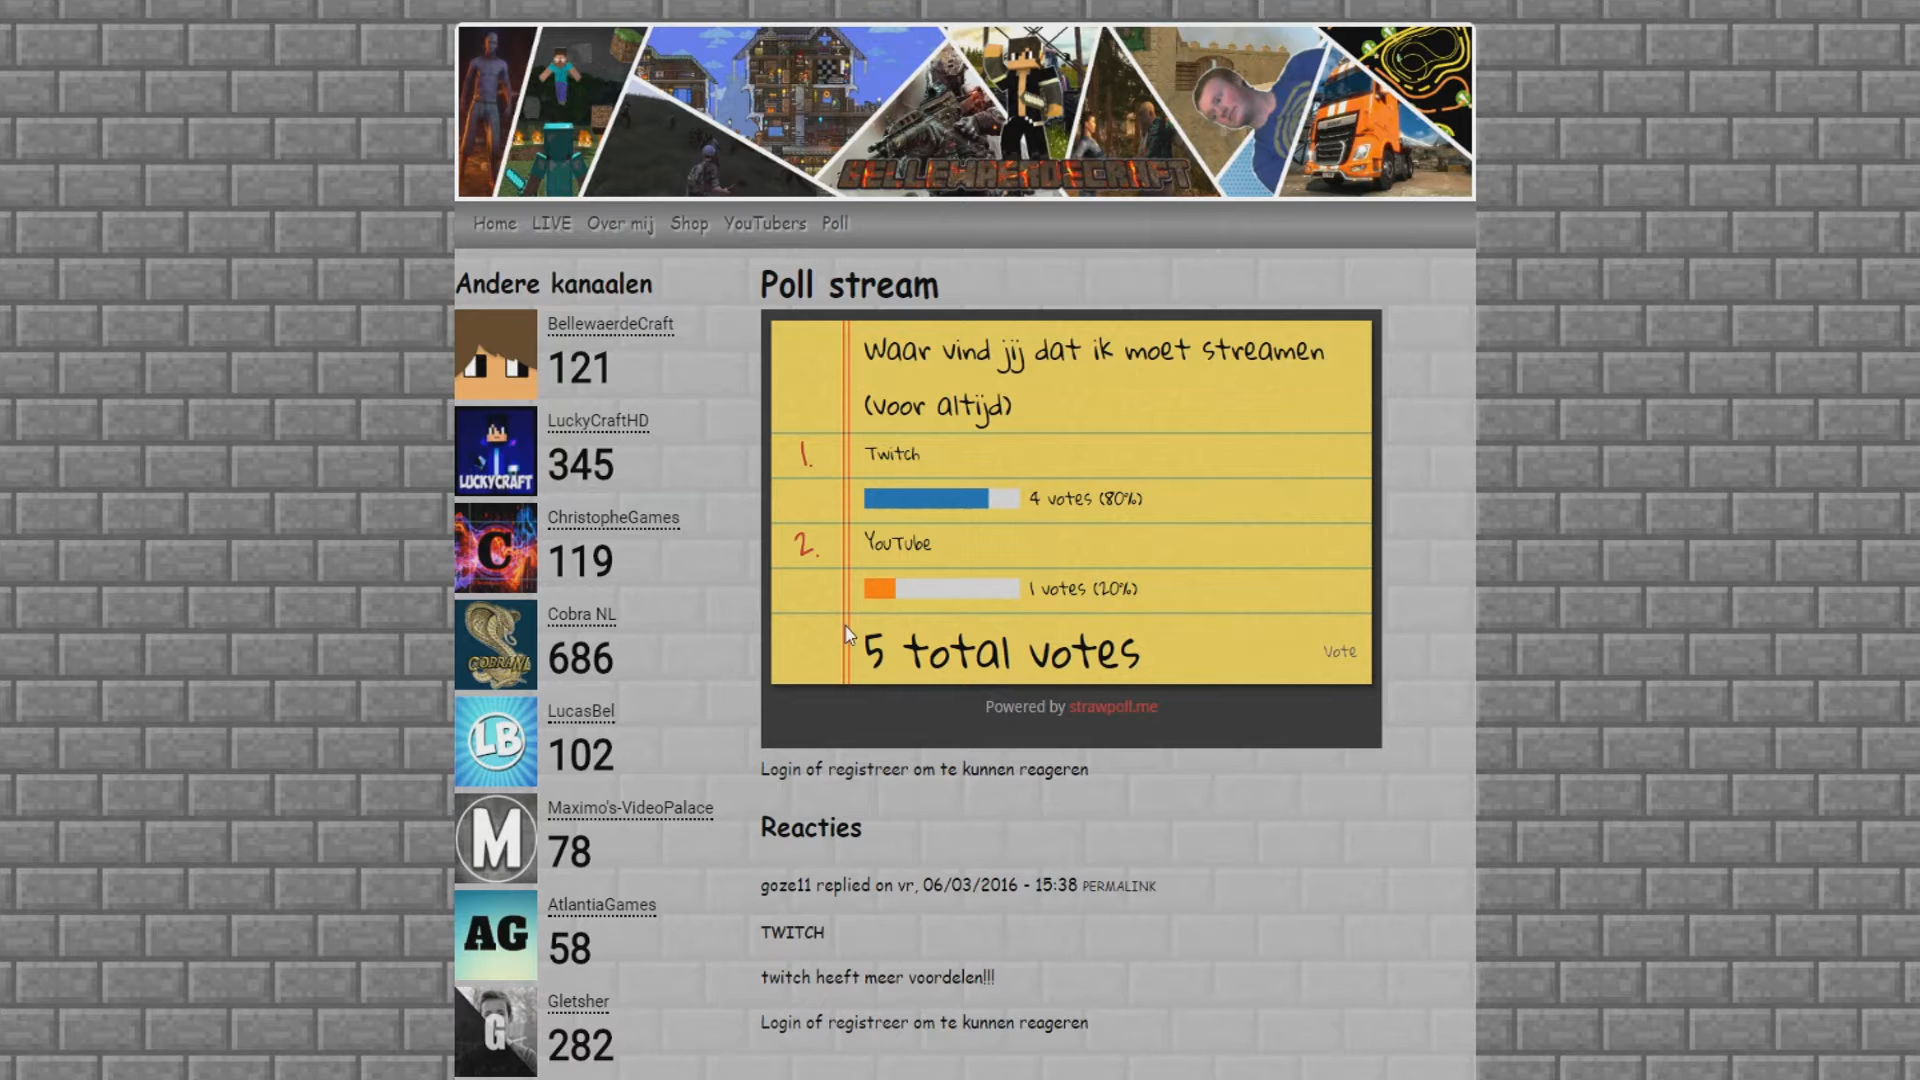 BELLEWAERDECRAFT
Home LIVE Over mij Shop YouTubers Poll
Andere kanaalen
BellewaerdeCraft
121
LUCKYCRAFT
LuckyCraftHD
345
C
ChristopheGames
119
COBRANL
Cobra NL
686
LB
LucasBel
102
M
Maximo's-VideoPalace
78
AG
AtlantiaGames
58
G
Gletsher
282
Poll stream
Waar vind jij dat ik moet streamen
(voor altijd)
1. Twitch
4 votes (80%)
2. YouTube
1 votes (20%)
5 total votes Vote
Powered by strawpoll.me
Login of registreer om te kunnen reageren
Reacties
goze11 replied on vr, 06/03/2016 - 15:38 PERMALINK
TWITCH
twitch heeft meer voordelen!!!
Login of registreer om te kunnen reageren